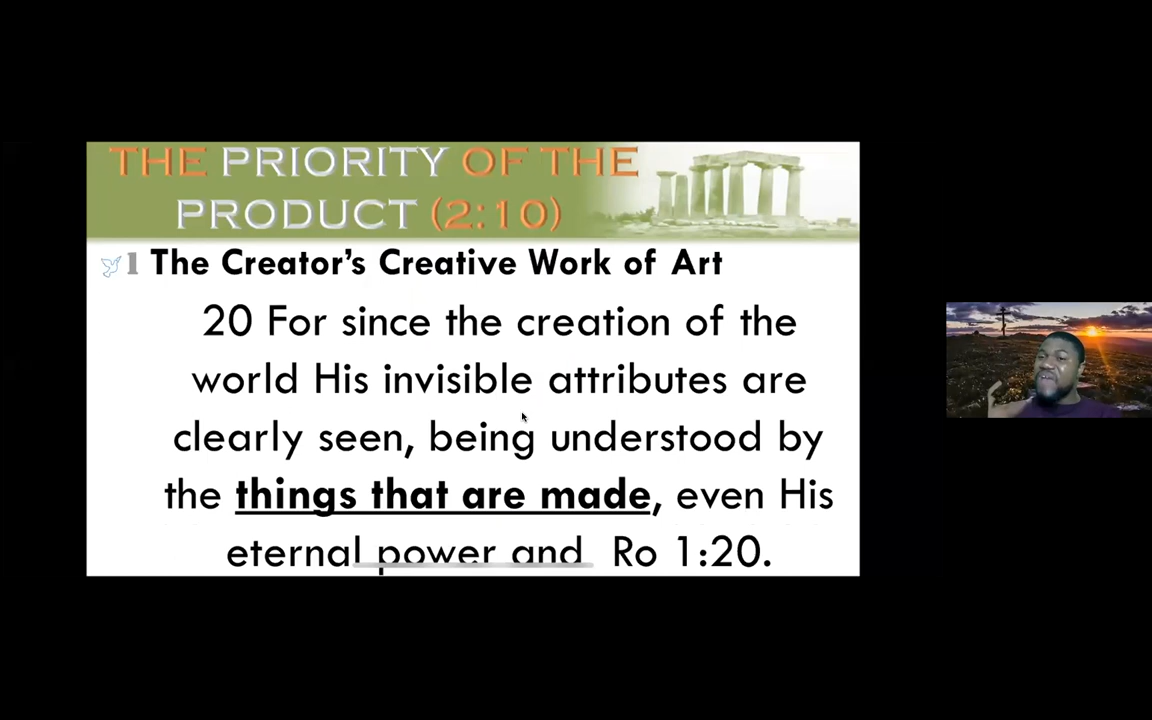 THE PRIORITY OF THE
PRODUCT (2:10)
1 The Creator’s Creative Work of Art
20 For since the creation of the
world His invisible attributes are
clearly seen, being understood by
the things that are made, even His
eternal power and Ro 1:20.